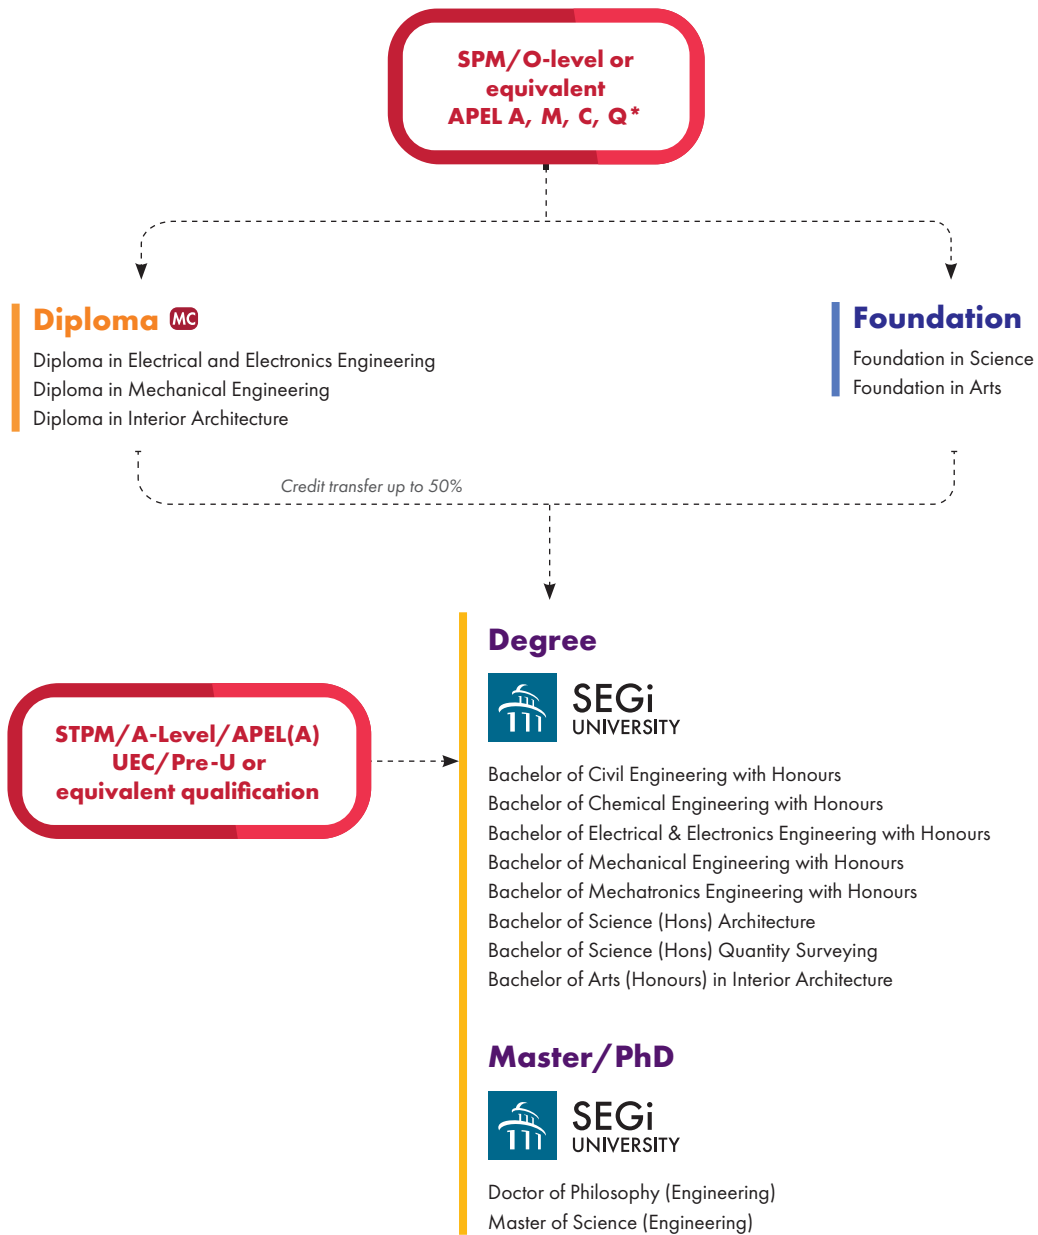 SPM/O-level or
equivalent
APEL A, M, C, Q*
Diploma MC
Diploma in Electrical and Electronics Engineering
Diploma in Mechanical Engineering
Diploma in Interior Architecture
Foundation
Foundation in Science
Foundation in Arts
Credit transfer up to 50%
STPM/A-Level/APEL(A)
UEC/Pre-U or
equivalent qualification
Degree
SEGi
UNIVERSITY
Bachelor of Civil Engineering with Honours
Bachelor of Chemical Engineering with Honours
Bachelor of Electrical & Electronics Engineering with Honours
Bachelor of Mechanical Engineering with Honours
Bachelor of Mechatronics Engineering with Honours
Bachelor of Science (Hons) Architecture
Bachelor of Science (Hons) Quantity Surveying
Bachelor of Arts (Honours) in Interior Architecture
Master/PhD
SEGi
UNIVERSITY
Doctor of Philosophy (Engineering)
Master of Science (Engineering)